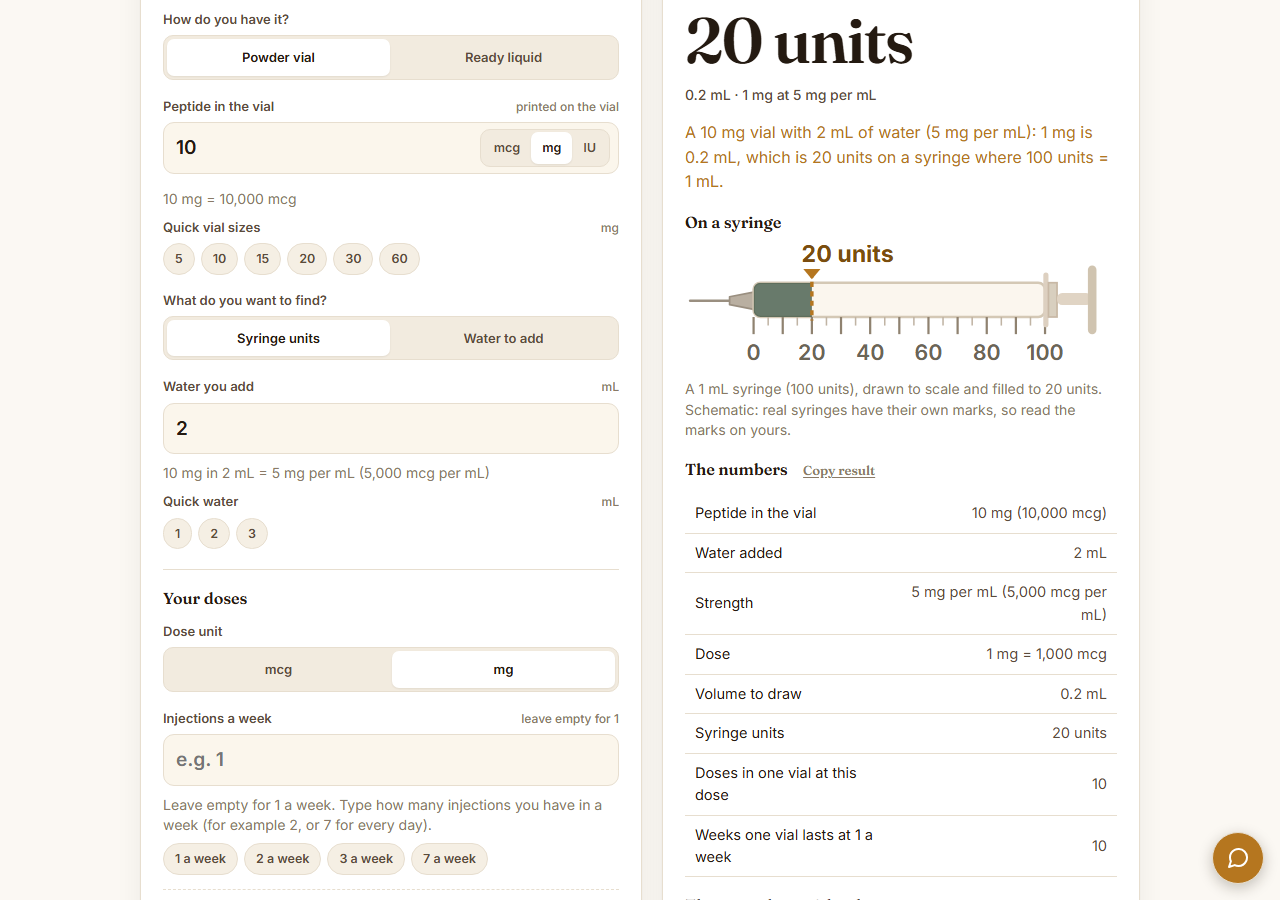 How do you have it?
Powder vial
Ready liquid
Peptide in the vial
printed on the vial
10
mcg
mg
IU
10 mg = 10,000 mcg
Quick vial sizes
mg
5
10
15
20
30
60
What do you want to find?
Syringe units
Water to add
Water you add
mL
2
10 mg in 2 mL = 5 mg per mL (5,000 mcg per mL)
Quick water
mL
1
2
3
Your doses
Dose unit
mcg
mg
Injections a week
leave empty for 1
e.g. 1
Leave empty for 1 a week. Type how many injections you have in a
week (for example 2, or 7 for every day).
1 a week
2 a week
3 a week
7 a week
20 units
0.2 mL · 1 mg at 5 mg per mL
A 10 mg vial with 2 mL of water (5 mg per mL): 1 mg is
0.2 mL, which is 20 units on a syringe where 100 units =
1 mL.
On a syringe
20 units
0 20 40 60 80 100
A 1 mL syringe (100 units), drawn to scale and filled to 20 units.
Schematic: real syringes have their own marks, so read the
marks on yours.
The numbers
Copy result
Peptide in the vial
10 mg (10,000 mcg)
Water added
2 mL
Strength
5 mg per mL (5,000 mcg per
mL)
Dose
1 mg = 1,000 mcg
Volume to draw
0.2 mL
Syringe units
20 units
Doses in one vial at this
dose
10
Weeks one vial lasts at 1 a
week
10